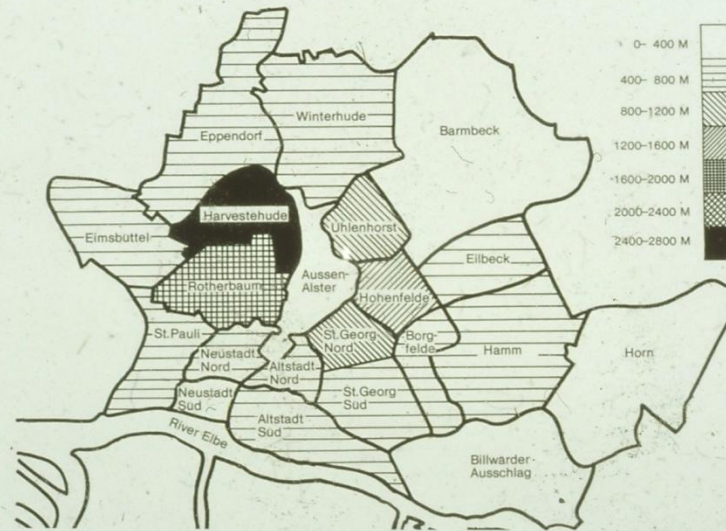 0– 400 M
400– 800 M
800–1200 M
1200–1600 M
1600–2000 M
2000–2400 M
2400–2800 M
Winterhude
Barmbeck
Eppendorf
Harvestehude
Uhlenhorst
Eimsbüttel
Eilbeck
Aussen-
Alster
Rotherbaum
Hohenfelde
St.Pauli
St.Georg
Nord
Borg-
felde
Neustadt
Nord
Altstadt
Nord
Hamm
Horn
Neustadt
Süd
St.Georg
Süd
Altstadt
Süd
River Elbe
Billwarder-
Ausschlag